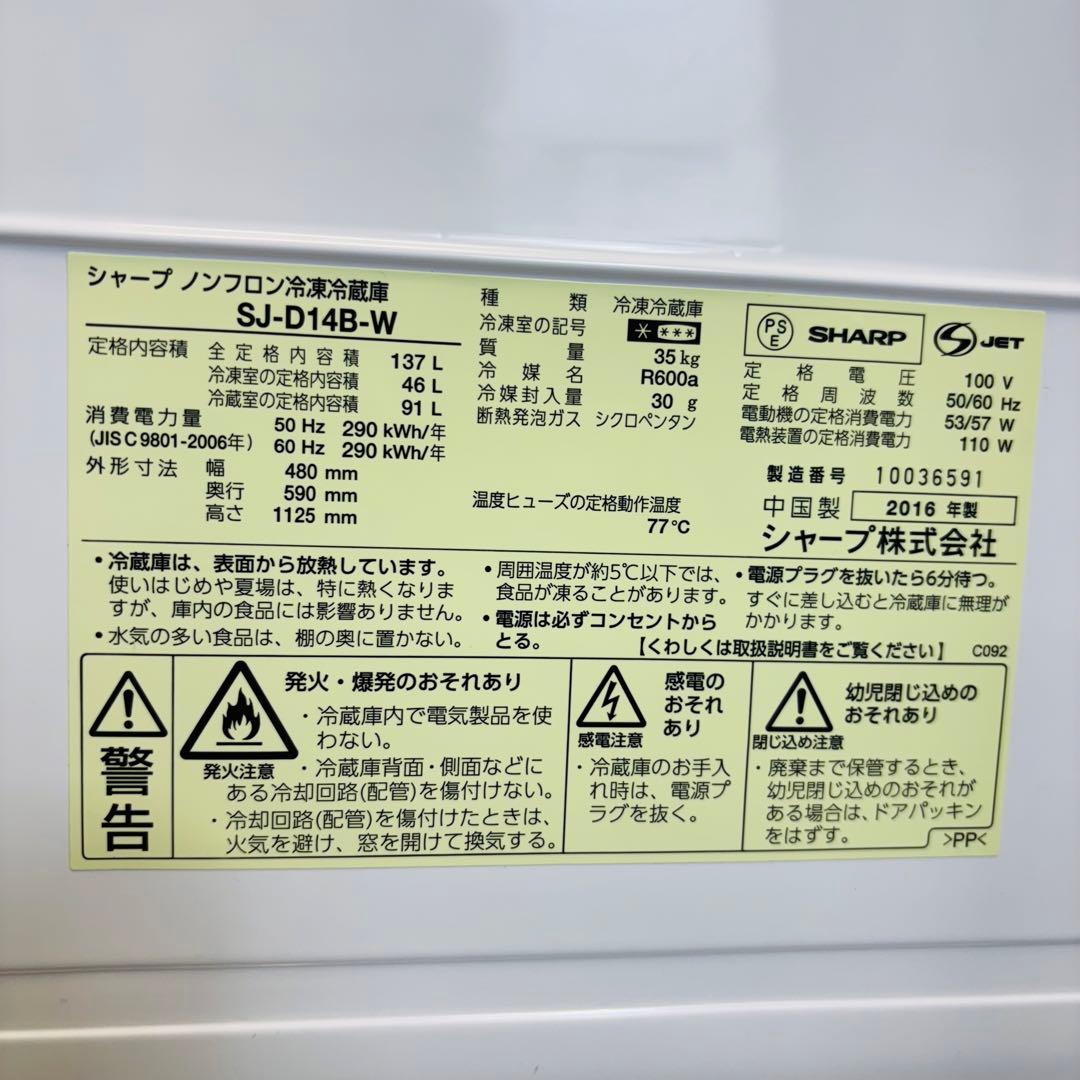 シャープ ノンフロン冷凍冷蔵庫
SJ-D14B-W
定格内容積 全定格内容積 137 L
冷凍室の定格内容積 46 L
冷蔵室の定格内容積 91 L
消費電力量 50 Hz 290 kWh/年
(JIS C 9801-2006年) 60 Hz 290 kWh/年
外形寸法 幅 480 mm
奥行 590 mm
高さ 1125 mm
種類 冷凍冷蔵庫
冷凍室の記号 * ***
質量 35 kg
冷媒名 R600a
冷媒封入量 30 g
断熱発泡ガス シクロペンタン
温度ヒューズの定格動作温度
77℃
PSE SHARP JET
定格電圧 100 V
定格周波数 50/60 Hz
電動機の定格消費電力 53/57 W
電熱装置の定格消費電力 110 W
製造番号 10036591
中国製 2016 年製
シャープ株式会社
・冷蔵庫は、表面から放熱しています。
使いはじめや夏場は、特に熱くなりま
すが、庫内の食品には影響ありません。
・水気の多い食品は、棚の奥に置かない。
・周囲温度が約5℃以下では、
食品が凍ることがあります。
・電源は必ずコンセントから
とる。
・電源プラグを抜いたら6分待つ。
すぐに差し込むと冷蔵庫に無理が
かかります。
【くわしくは取扱説明書をご覧ください】 C092
警告
発火・爆発のおそれあり
発火注意
・冷蔵庫内で電気製品を使
わない。
・冷蔵庫背面・側面などに
ある冷却回路(配管)を傷付けない。
・冷却回路(配管)を傷付けたときは、
火気を避け、窓を開けて換気する。
感電の
おそれ
あり
感電注意
・冷蔵庫のお手入
れ時は、電源プ
ラグを抜く。
幼児閉じ込めの
おそれあり
閉じ込め注意
・廃棄まで保管するとき、
幼児閉じ込めのおそれが
ある場合は、ドアパッキン
をはずす。
>PP<